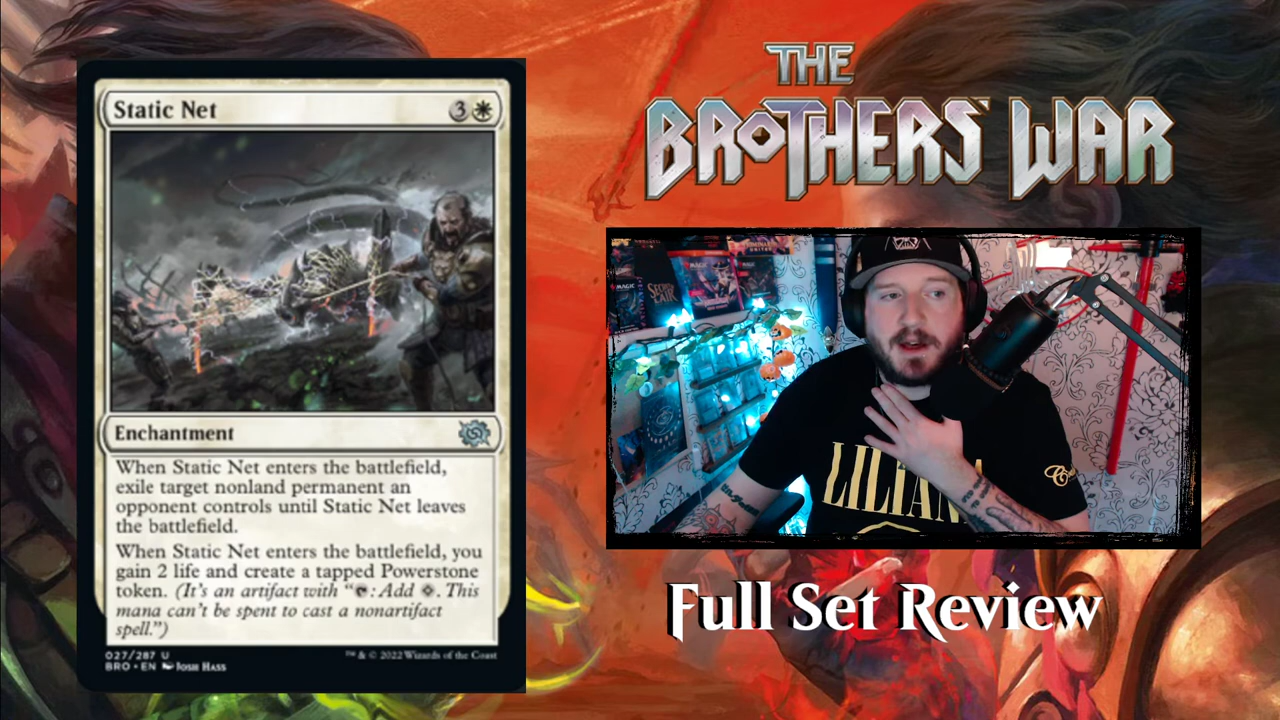 Static Net 3
Enchantment
When Static Net enters the battlefield,
exile target nonland permanent an
opponent controls until Static Net leaves
the battlefield.
When Static Net enters the battlefield, you
gain 2 life and create a tapped Powerstone
token. (It's an artifact with “: Add . This
mana can't be spent to cast a nonartifact
spell.”)
027/287 U
BRO • EN Josh Hass
™ & © 2022 Wizards of the Coast
THE
BROTHERS' WAR
MAGIC
LILIANA
Full Set Review